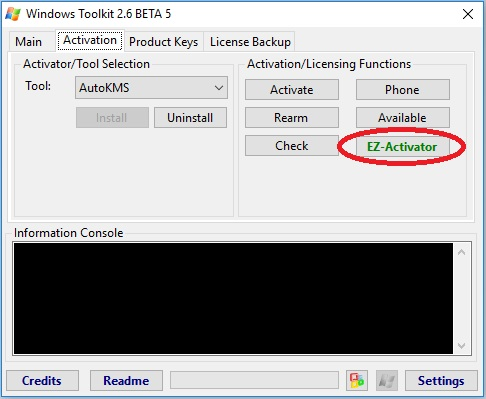 Windows Toolkit 2.6 BETA 5
Main Activation Product Keys License Backup
Activator/Tool Selection
Tool: AutoKMS
Install Uninstall
Activation/Licensing Functions
Activate Phone
Rearm Available
Check EZ-Activator
Information Console
Credits Readme Settings